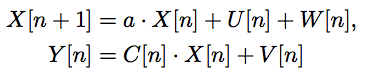 X[n + 1] = a · X[n] + U[n] + W[n],
Y[n] = C[n] · X[n] + V[n]